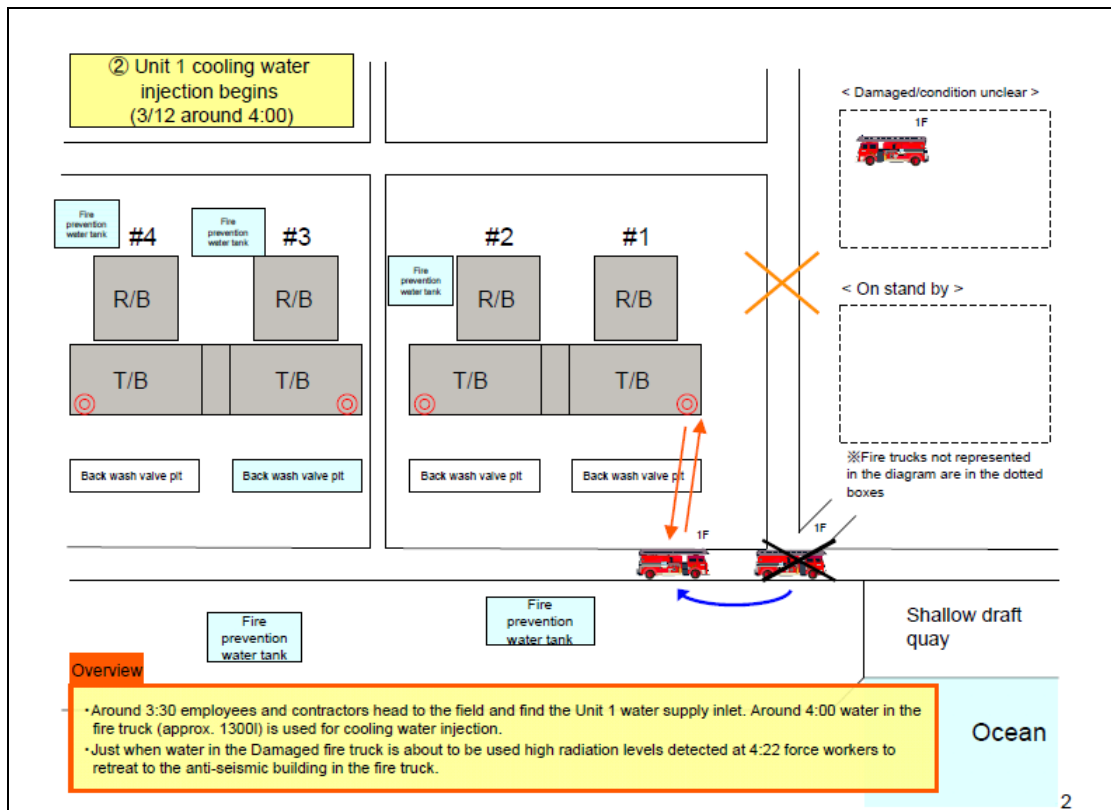 ② Unit 1 cooling water
injection begins
(3/12 around 4:00)
< Damaged/condition unclear >
1F
Fire
prevention
water tank
#4
Fire
prevention
water tank
#3
#2
#1
Fire
prevention
water tank
R/B
R/B
R/B
R/B
< On stand by >
T/B
T/B
T/B
T/B
※Fire trucks not represented
in the diagram are in the dotted
boxes
Back wash valve pit
Back wash valve pit
Back wash valve pit
Back wash valve pit
1F
1F
Fire
prevention
water tank
Fire
prevention
water tank
Shallow draft
quay
Ocean
Overview
・Around 3:30 employees and contractors head to the field and find the Unit 1 water supply inlet. Around 4:00 water in the
fire truck (approx. 1300l) is used for cooling water injection.
・Just when water in the Damaged fire truck is about to be used high radiation levels detected at 4:22 force workers to
retreat to the anti-seismic building in the fire truck.
2